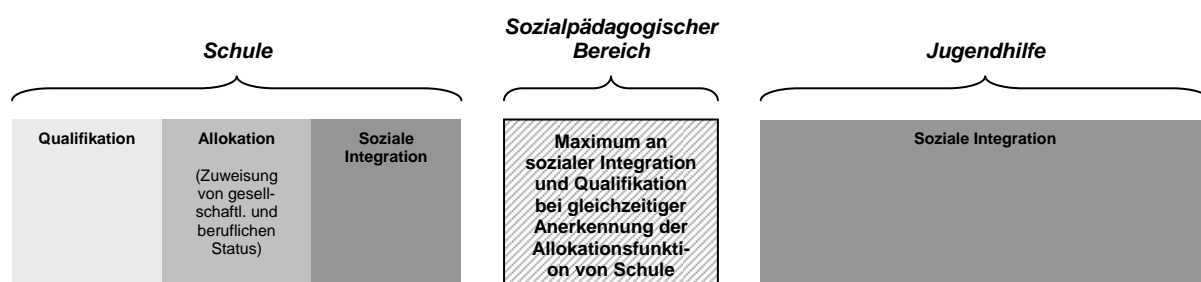 Schule
Sozialpädagogischer
Bereich
Jugendhilfe
Qualifikation
Allokation
(Zuweisung
von gesell-
schaftl. und
beruflichen
Status)
Soziale
Integration
Maximum an
sozialer Integration
und Qualifikation
bei gleichzeitiger
Anerkennung der
Allokationsfunkti-
on von Schule
Soziale Integration